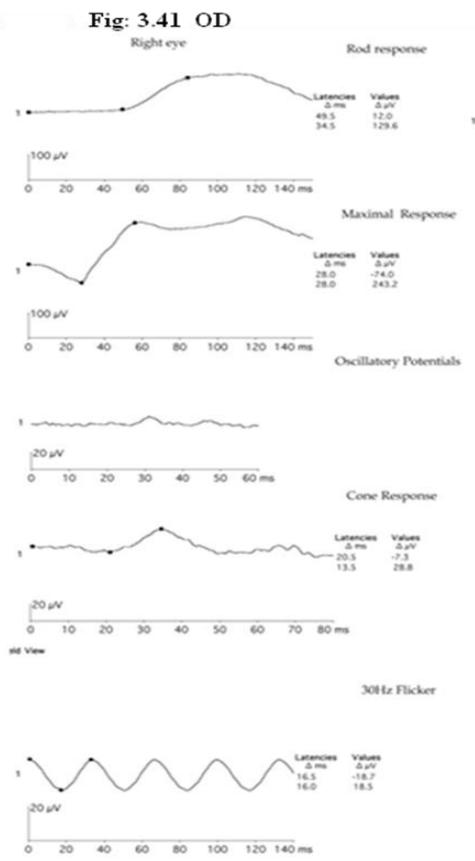 Fig: 3.41 OD
Right eye
Rod response
Latencies Values
Δ ms Δ µV
49.5 12.0
34.5 129.6
1
100 µV
0 20 40 60 80 100 120 140 ms
Maximal Response
Latencies Values
Δ ms Δ µV
28.0 -74.0
28.0 243.2
1
100 µV
0 20 40 60 80 100 120 140 ms
Oscillatory Potentials
1
20 µV
0 10 20 30 40 50 60 ms
Cone Response
Latencies Values
Δ ms Δ µV
20.5 -7.3
13.5 28.8
1
20 µV
0 10 20 30 40 50 60 70 80 ms
ld View
30Hz Flicker
Latencies Values
Δ ms Δ µV
16.5 -18.7
16.0 18.5
1
20 µV
0 20 40 60 80 100 120 140 ms